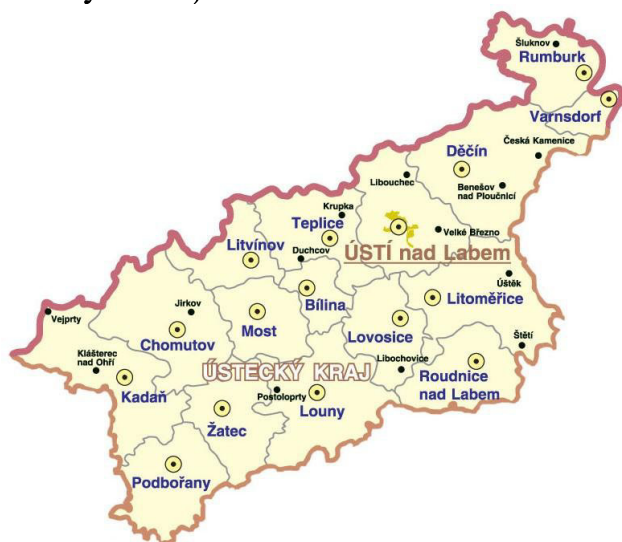 Šluknov
Rumburk
Varnsdorf
Česká Kamenice
Děčín
Libouchec
Benešov
nad Ploučnicí
Krupka
Teplice
Velké Březno
Litvínov
Duchcov
ÚSTÍ nad Labem
Úštěk
Bílina
Litoměřice
Vejprty
Jirkov
Most
Chomutov
Lovosice
Štětí
Klášterec
nad Ohří
ÚSTECKÝ KRAJ
Libochovice
Roudnice
nad Labem
Kadaň
Postoloprty
Louny
Žatec
Podbořany